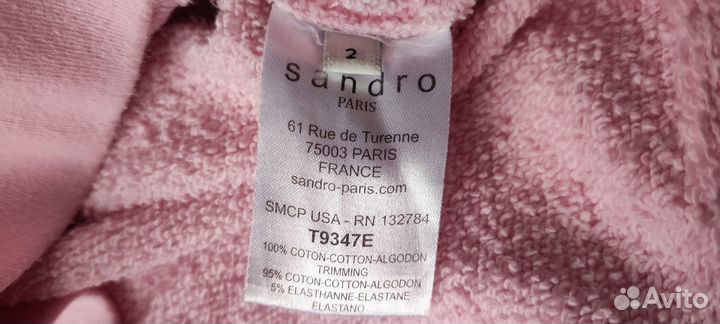 2
sandro
PARIS
61 Rue de Turenne
75003 PARIS
FRANCE
sandro-paris.com
SMCP USA - RN 132784
T9347E
100% COTON-COTTON-ALGODON
TRIMMING
95% COTON-COTTON-ALGODON
5% ELASTHANNE-ELASTANE
ELASTANO
Avito